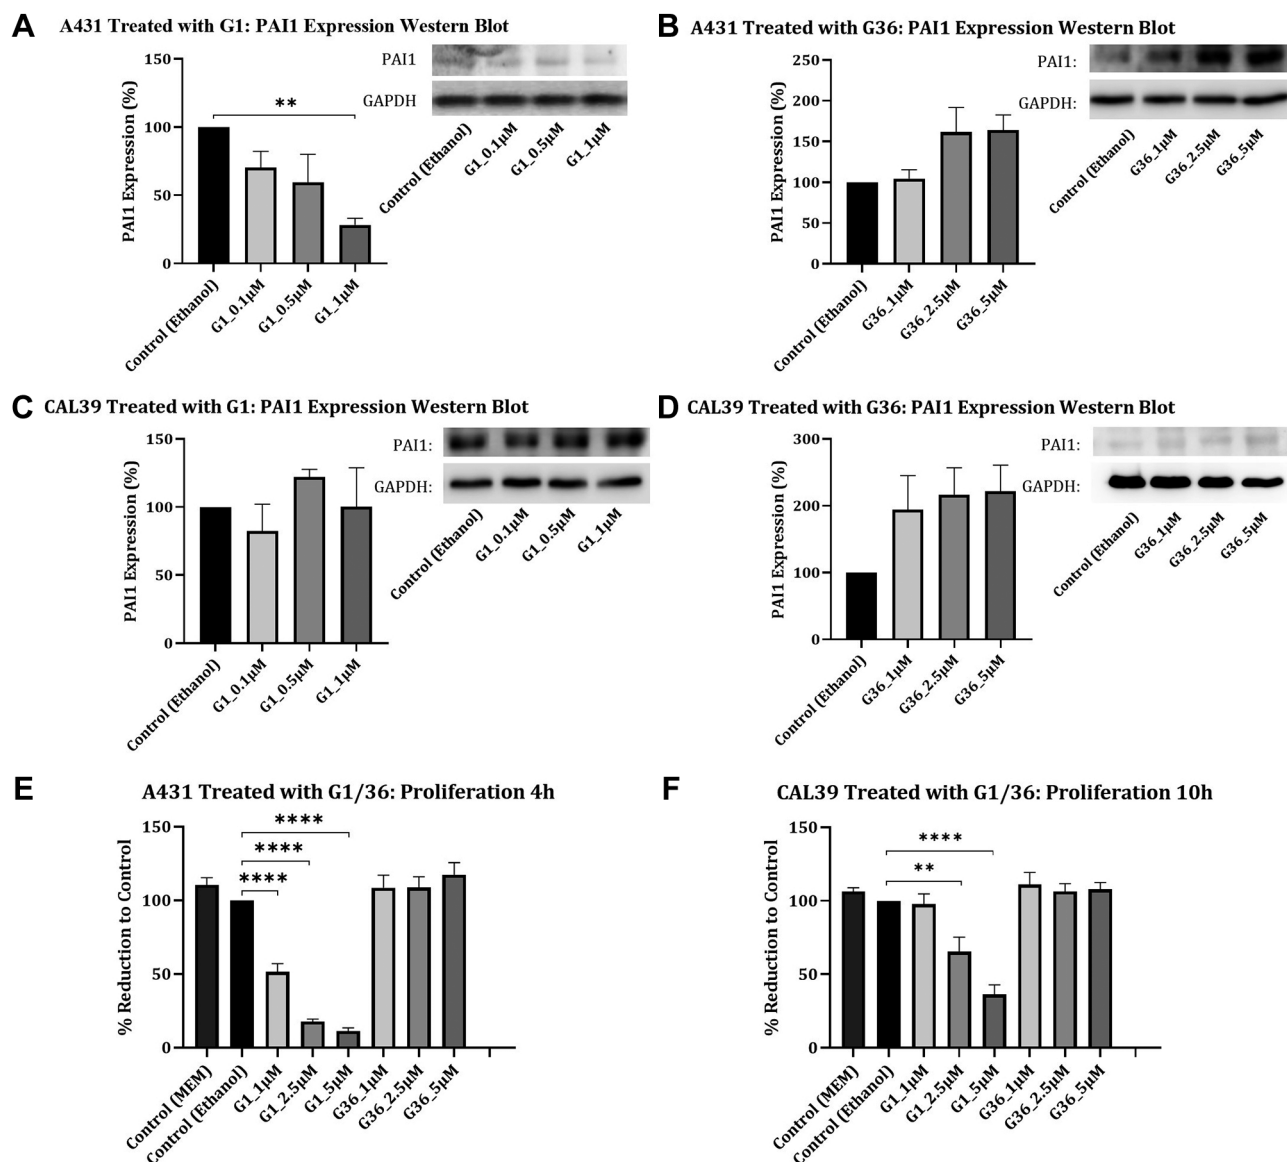 A
A431 Treated with G1: PAI1 Expression Western Blot
PAI1 Expression (%)
150
100
50
0
**
Control (Ethanol)
G1_0.1µM
G1_0.5µM
G1_1µM
PAI1
GAPDH
Control (Ethanol)
G1_0.1µM
G1_0.5µM
G1_1µM
B
A431 Treated with G36: PAI1 Expression Western Blot
PAI1 Expression (%)
250
200
150
100
50
0
Control (Ethanol)
G36_1µM
G36_2.5µM
G36_5µM
PAI1:
GAPDH:
Control (Ethanol)
G36_1µM
G36_2.5µM
G36_5µM
C
CAL39 Treated with G1: PAI1 Expression Western Blot
PAI1 Expression (%)
150
100
50
0
Control (Ethanol)
G1_0.1µM
G1_0.5µM
G1_1µM
PAI1:
GAPDH:
Control (Ethanol)
G1_0.1µM
G1_0.5µM
G1_1µM
D
CAL39 Treated with G36: PAI1 Expression Western Blot
PAI1 Expression (%)
300
200
100
0
Control (Ethanol)
G36_1µM
G36_2.5µM
G36_5µM
PAI1:
GAPDH:
Control (Ethanol)
G36_1µM
G36_2.5µM
G36_5µM
E
A431 Treated with G1/36: Proliferation 4h
% Reduction to Control
150
100
50
0
****
****
****
Control (MEM)
Control (Ethanol)
G1_1µM
G1_2.5µM
G1_5µM
G36_1µM
G36_2.5µM
G36_5µM
F
CAL39 Treated with G1/36: Proliferation 10h
% Reduction to Control
150
100
50
0
****
**
Control (MEM)
Control (Ethanol)
G1_1µM
G1_2.5µM
G1_5µM
G36_1µM
G36_2.5µM
G36_5µM